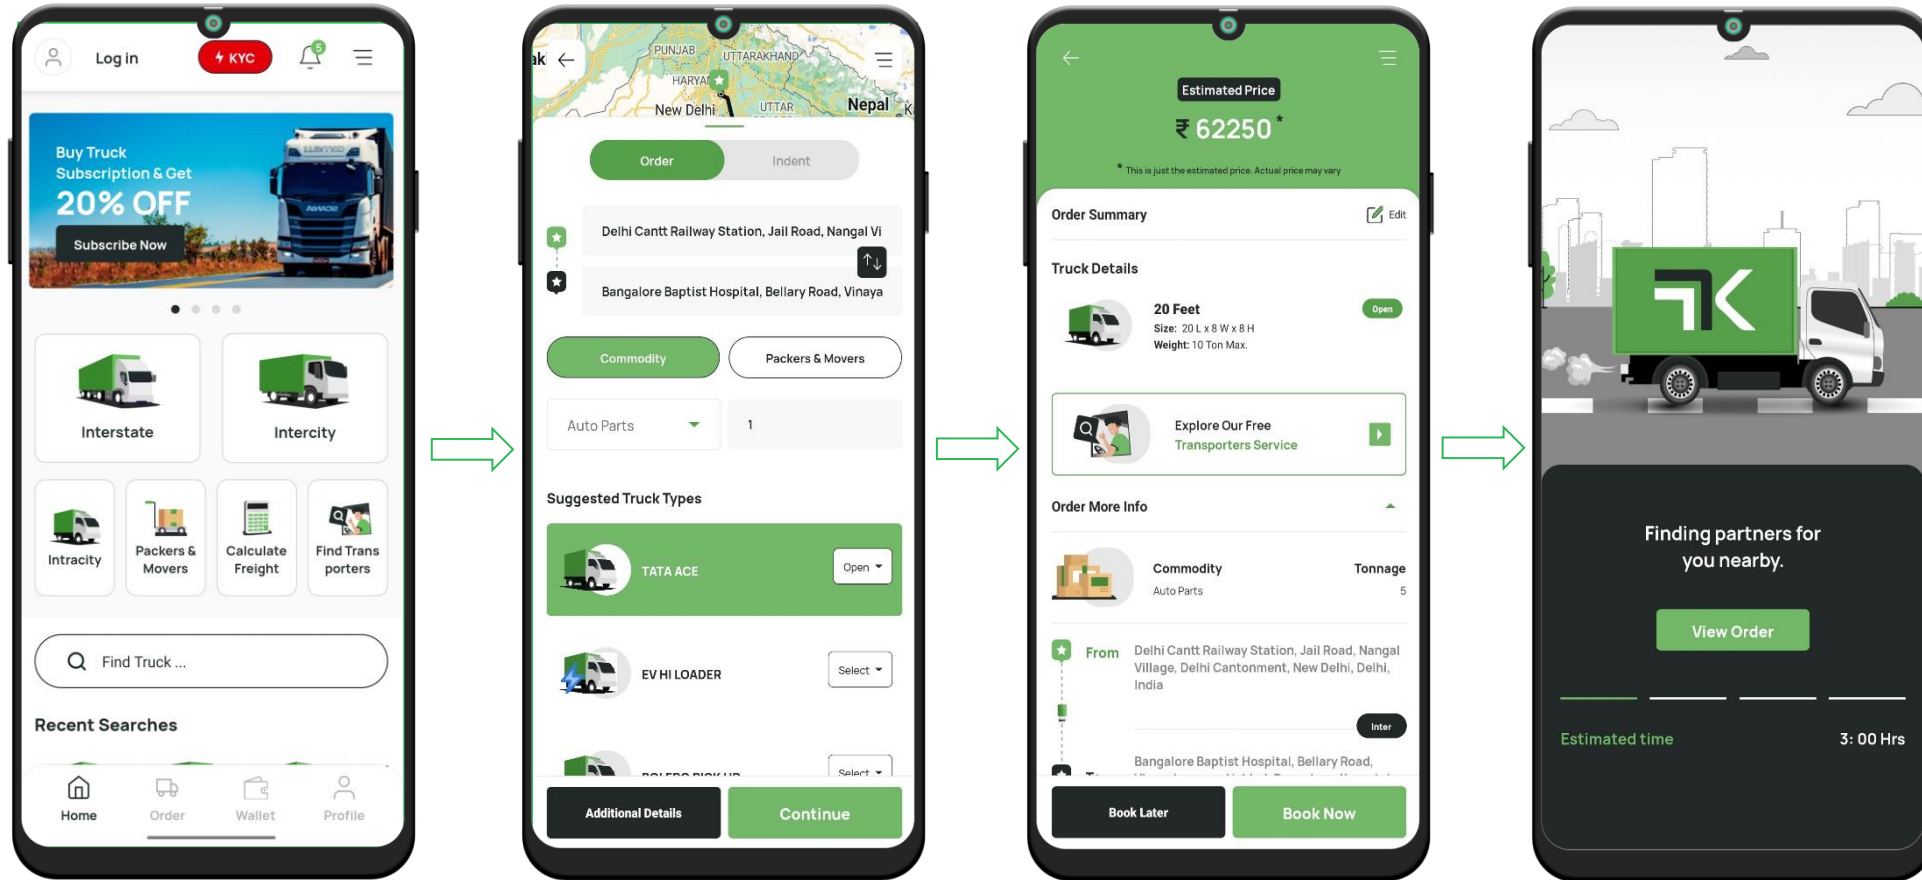 Log in
KYC
5
Buy Truck
Subscription & Get
20% OFF
Subscribe Now
Interstate
Intercity
Intracity
Packers &
Movers
Calculate
Freight
Find Trans
porters
Find Truck ...
Recent Searches
Home
Order
Wallet
Profile
PUNJAB
UTTARAKHAND
HARYA
New Delhi
UTTAR
Nepal
Order
Indent
Delhi Cantt Railway Station, Jail Road, Nangal Vi
Bangalore Baptist Hospital, Bellary Road, Vinaya
Commodity
Packers & Movers
Auto Parts
1
Suggested Truck Types
TATA ACE
Open
EV HI LOADER
Select
BOLERO PICK UP
Select
Additional Details
Continue
Estimated Price
₹ 62250 *
* This is just the estimated price. Actual price may vary
Order Summary
Edit
Truck Details
20 Feet
Open
Size: 20 L x 8 W x 8 H
Weight: 10 Ton Max.
Explore Our Free
Transporters Service
Order More Info
Commodity
Tonnage
Auto Parts
5
From
Delhi Cantt Railway Station, Jail Road, Nangal
Village, Delhi Cantonment, New Delhi, Delhi,
India
Inter
Bangalore Baptist Hospital, Bellary Road,
Book Later
Book Now
TK
Finding partners for
you nearby.
View Order
Estimated time
3: 00 Hrs